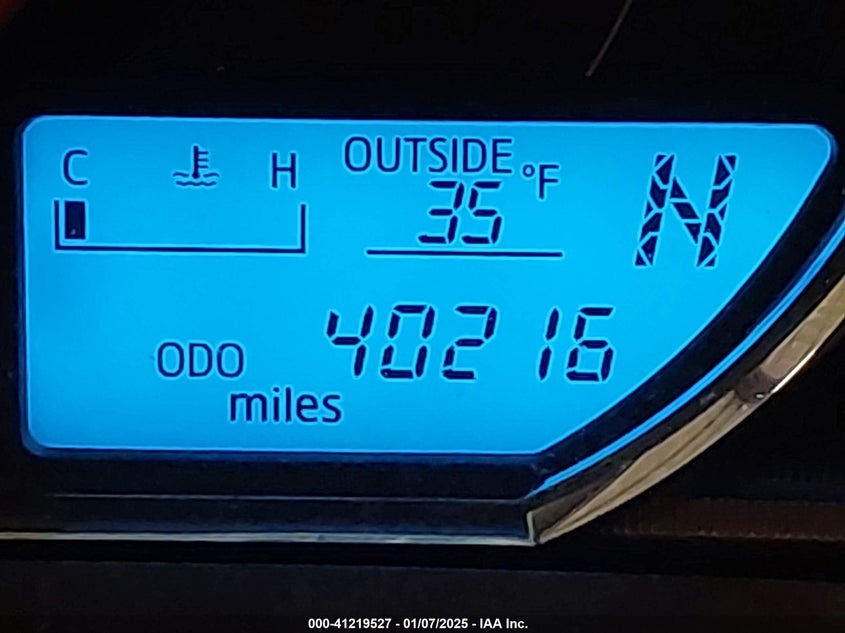 C H OUTSIDE °F N
35
ODO 40216
miles
000-41219527 - 01/07/2025 - IAA Inc.